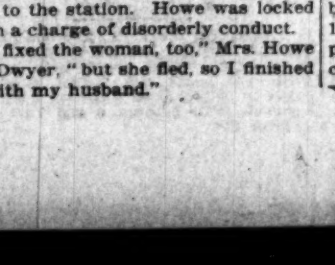 to the station. Howe was locked
a charge of disorderly conduct.
fixed the woman, too," Mrs. Howe
Dwyer, "but she fled, so I finished
ith my husband."